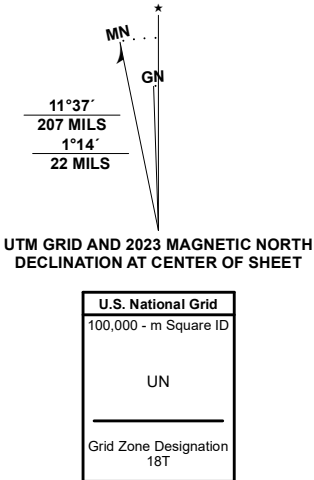 ★
MN
GN
11°37´
207 MILS
1°14´
22 MILS
UTM GRID AND 2023 MAGNETIC NORTH
DECLINATION AT CENTER OF SHEET
U.S. National Grid
100,000 - m Square ID
UN
Grid Zone Designation
18T